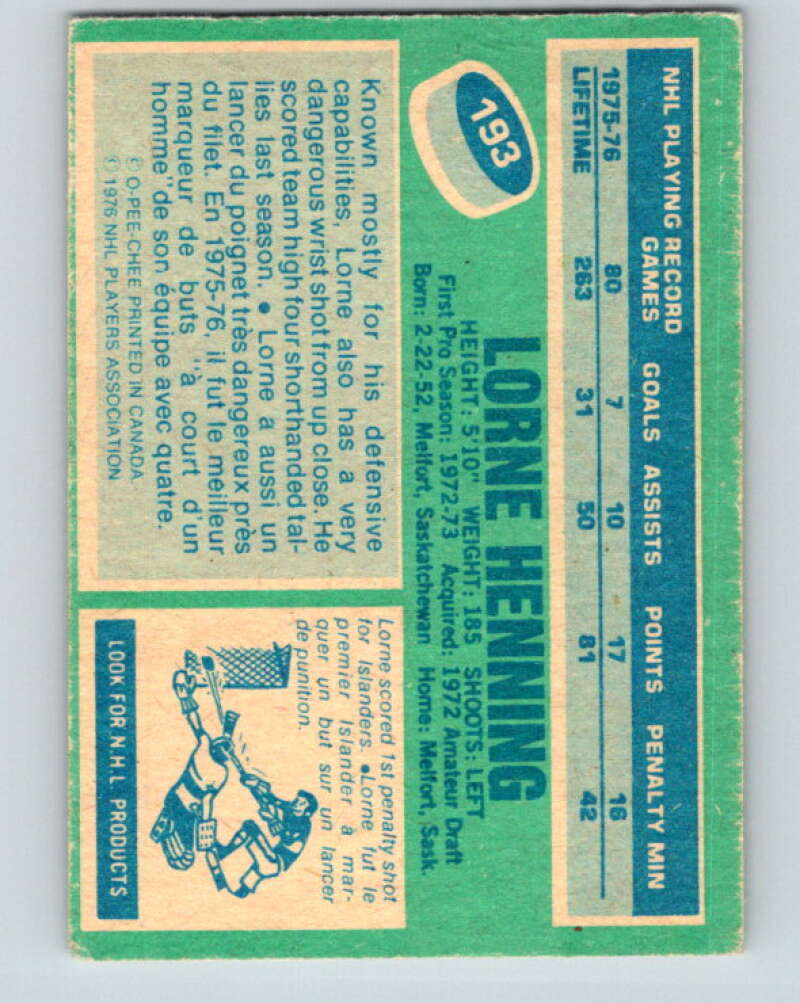 NHL PLAYING RECORD
GAMES GOALS ASSISTS POINTS PENALTY MIN
1975-76 80 7 10 17 16
LIFETIME 263 31 50 81 42
193
LORNE HENNING
HEIGHT: 5'10" WEIGHT: 185 SHOOTS: LEFT
First Pro Season: 1972-73 Acquired: 1972 Amateur Draft
Born: 2-22-52, Melfort, Saskatchewan Home: Melfort, Sask.
Known mostly for his defensive
capabilities, Lorne also has a very
dangerous wrist shot from up close. He
scored team high four shorthanded tal-
lies last season. • Lorne a aussi un
lancer du poignet très dangereux près
du filet. En 1975-76, il fut le meilleur
marqueur de buts "à court d'un
homme" de son équipe avec quatre.
© O-PEE-CHEE PRINTED IN CANADA
© 1976 NHL PLAYERS ASSOCIATION
Lorne scored 1st penalty shot
for Islanders. •Lorne fut le
premier Islander à mar-
quer un but sur un lancer
de punition.
LOOK FOR N.H.L. PRODUCTS